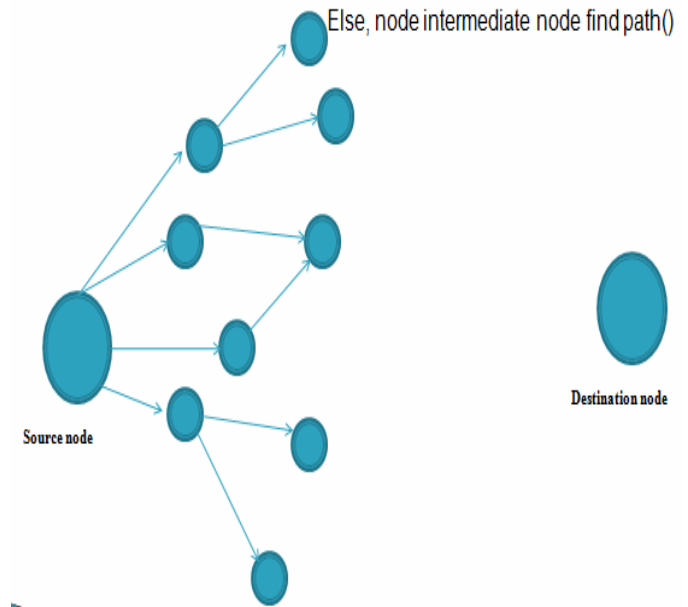 Else, node intermediate node find path()
Destination node
Source node